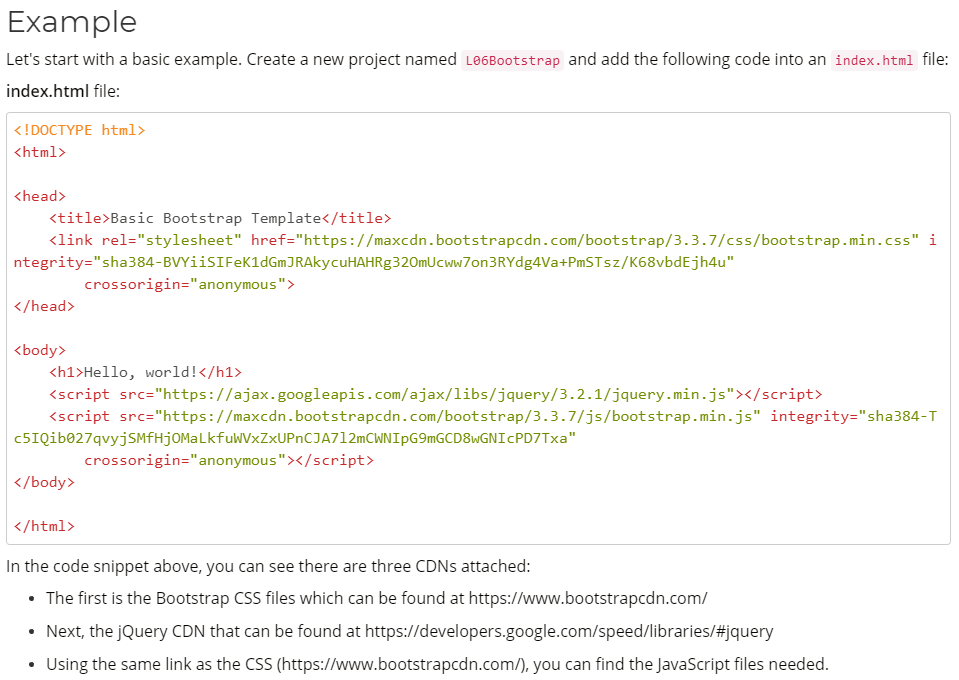 Example
Let's start with a basic example. Create a new project named L06Bootstrap and add the following code into an index.html file:
index.html file:
<!DOCTYPE html>
<html>
<head>
    <title>Basic Bootstrap Template</title>
    <link rel="stylesheet" href="https://maxcdn.bootstrapcdn.com/bootstrap/3.3.7/css/bootstrap.min.css" i
ntegrity="sha384-BVYiiSIFeK1dGmJRAkycuHAHRg32OmUcww7on3RYdg4Va+PmSTsz/K68vbdEjh4u"
        crossorigin="anonymous">
</head>
<body>
    <h1>Hello, world!</h1>
    <script src="https://ajax.googleapis.com/ajax/libs/jquery/3.2.1/jquery.min.js"></script>
    <script src="https://maxcdn.bootstrapcdn.com/bootstrap/3.3.7/js/bootstrap.min.js" integrity="sha384-T
c5IQib027qvyjSMfHjOMaLkfuWVxZxUPnCJA7l2mCWNIpG9mGCD8wGNIcPD7Txa"
        crossorigin="anonymous"></script>
</body>
</html>
In the code snippet above, you can see there are three CDNs attached:
• The first is the Bootstrap CSS files which can be found at https://www.bootstrapcdn.com/
• Next, the jQuery CDN that can be found at https://developers.google.com/speed/libraries/#jquery
• Using the same link as the CSS (https://www.bootstrapcdn.com/), you can find the JavaScript files needed.